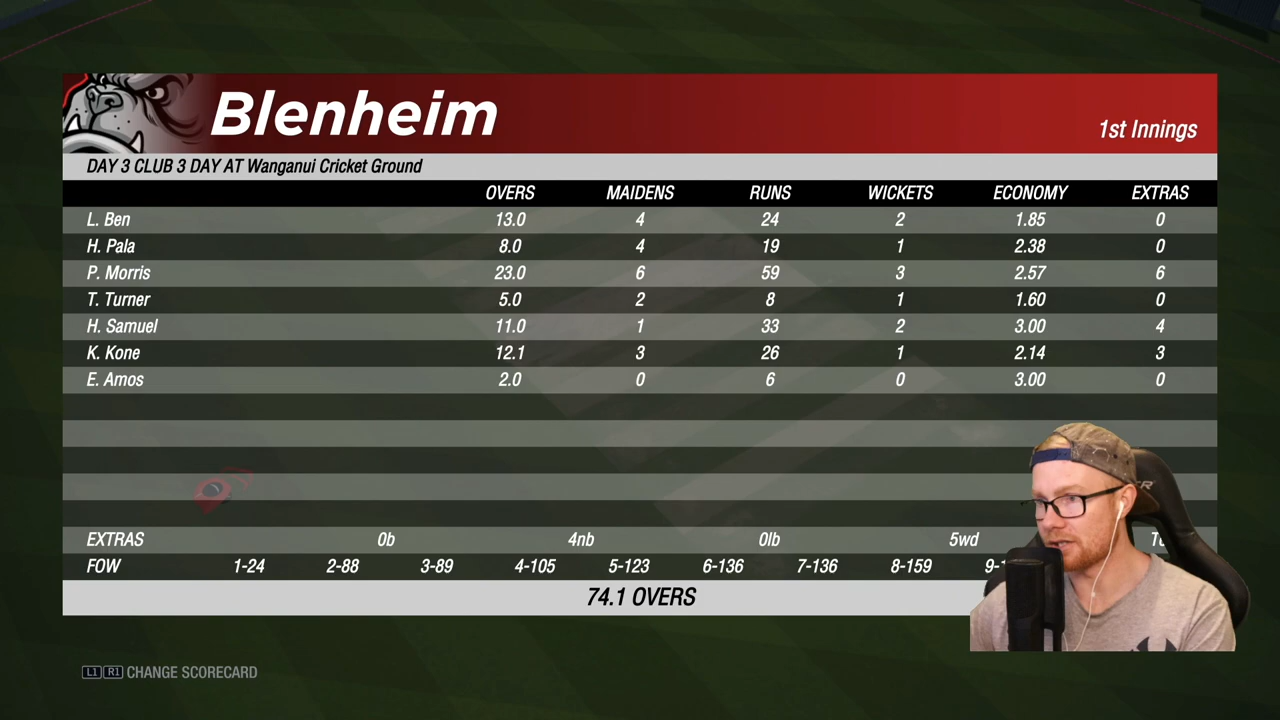 Blenheim
1st Innings
DAY 3 CLUB 3 DAY AT Wanganui Cricket Ground
OVERS MAIDENS RUNS WICKETS ECONOMY EXTRAS
L. Ben 13.0 4 24 2 1.85 0
H. Pala 8.0 4 19 1 2.38 0
P. Morris 23.0 6 59 3 2.57 6
T. Turner 5.0 2 8 1 1.60 0
H. Samuel 11.0 1 33 2 3.00 4
K. Kone 12.1 3 26 1 2.14 3
E. Amos 2.0 0 6 0 3.00 0
EXTRAS 0b 4nb 0lb 5wd
FOW 1-24 2-88 3-89 4-105 5-123 6-136 7-136 8-159
74.1 OVERS
L1 R1 CHANGE SCORECARD